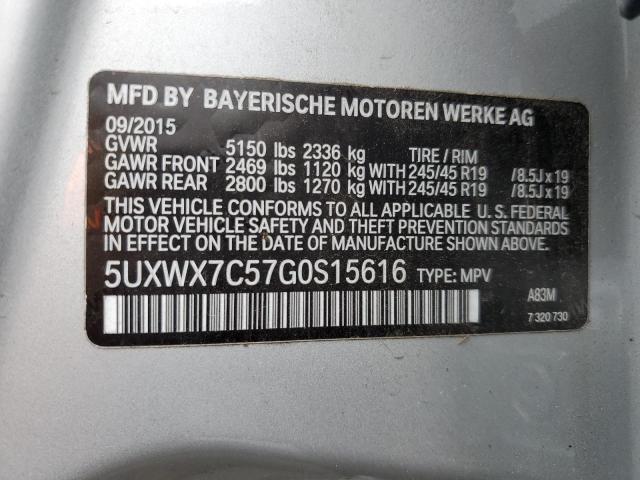 MFD BY BAYERISCHE MOTOREN WERKE AG
09/2015
GVWR 5150 lbs 2336 kg TIRE / RIM
GAWR FRONT 2469 lbs 1120 kg WITH 245/45 R19 /8.5J x 19
GAWR REAR 2800 lbs 1270 kg WITH 245/45 R19 /8.5J x 19
THIS VEHICLE CONFORMS TO ALL APPLICABLE U. S. FEDERAL
MOTOR VEHICLE SAFETY AND THEFT PREVENTION STANDARDS
IN EFFECT ON THE DATE OF MANUFACTURE SHOWN ABOVE.
5UXWX7C57G0S15616 TYPE: MPV
A83M
7 320 730